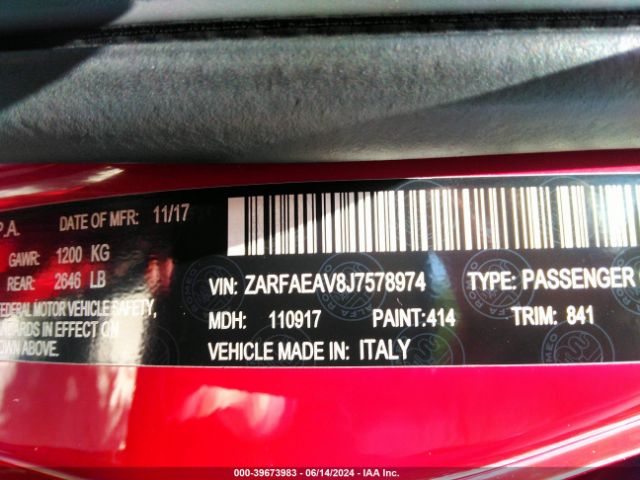 P.A. DATE OF MFR: 11/17
GAWR: 1200 KG
REAR: 2646 LB
FEDERAL MOTOR VEHICLE SAFETY,
NDARDS IN EFFECT ON
OWN ABOVE.
VIN: ZARFAEAV8J7578974 TYPE: PASSENGER
MDH: 110917 PAINT:414 TRIM: 841
VEHICLE MADE IN: ITALY
000-39673983 - 06/14/2024 - IAA Inc.